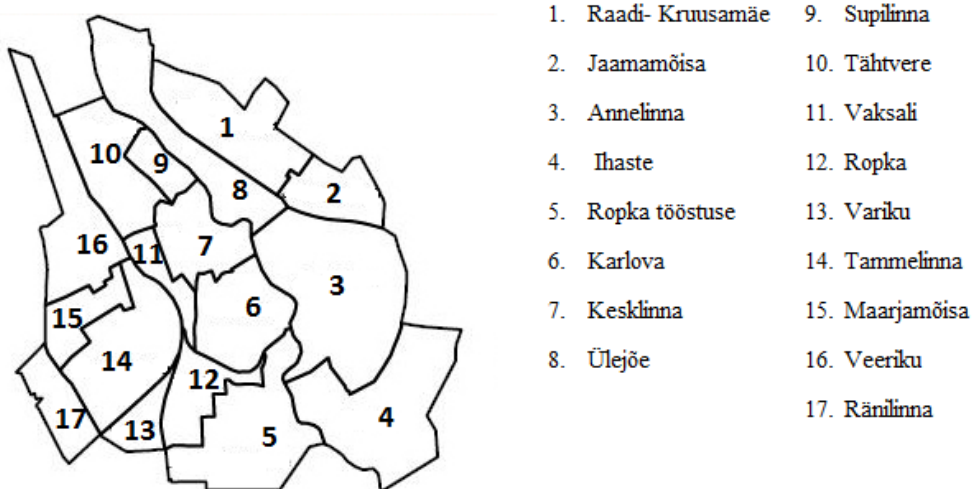 1. Raadi- Kruusamäe
2. Jaamamõisa
3. Annelinna
4. Ihaste
5. Ropka tööstuse
6. Karlova
7. Kesklinna
8. Ülejõe
9. Supilinna
10. Tähtvere
11. Vaksali
12. Ropka
13. Variku
14. Tammelinna
15. Maarjamõisa
16. Veeriku
17. Ränilinna
1
10
9
8
2
16
11
7
3
6
15
14
12
17
13
5
4